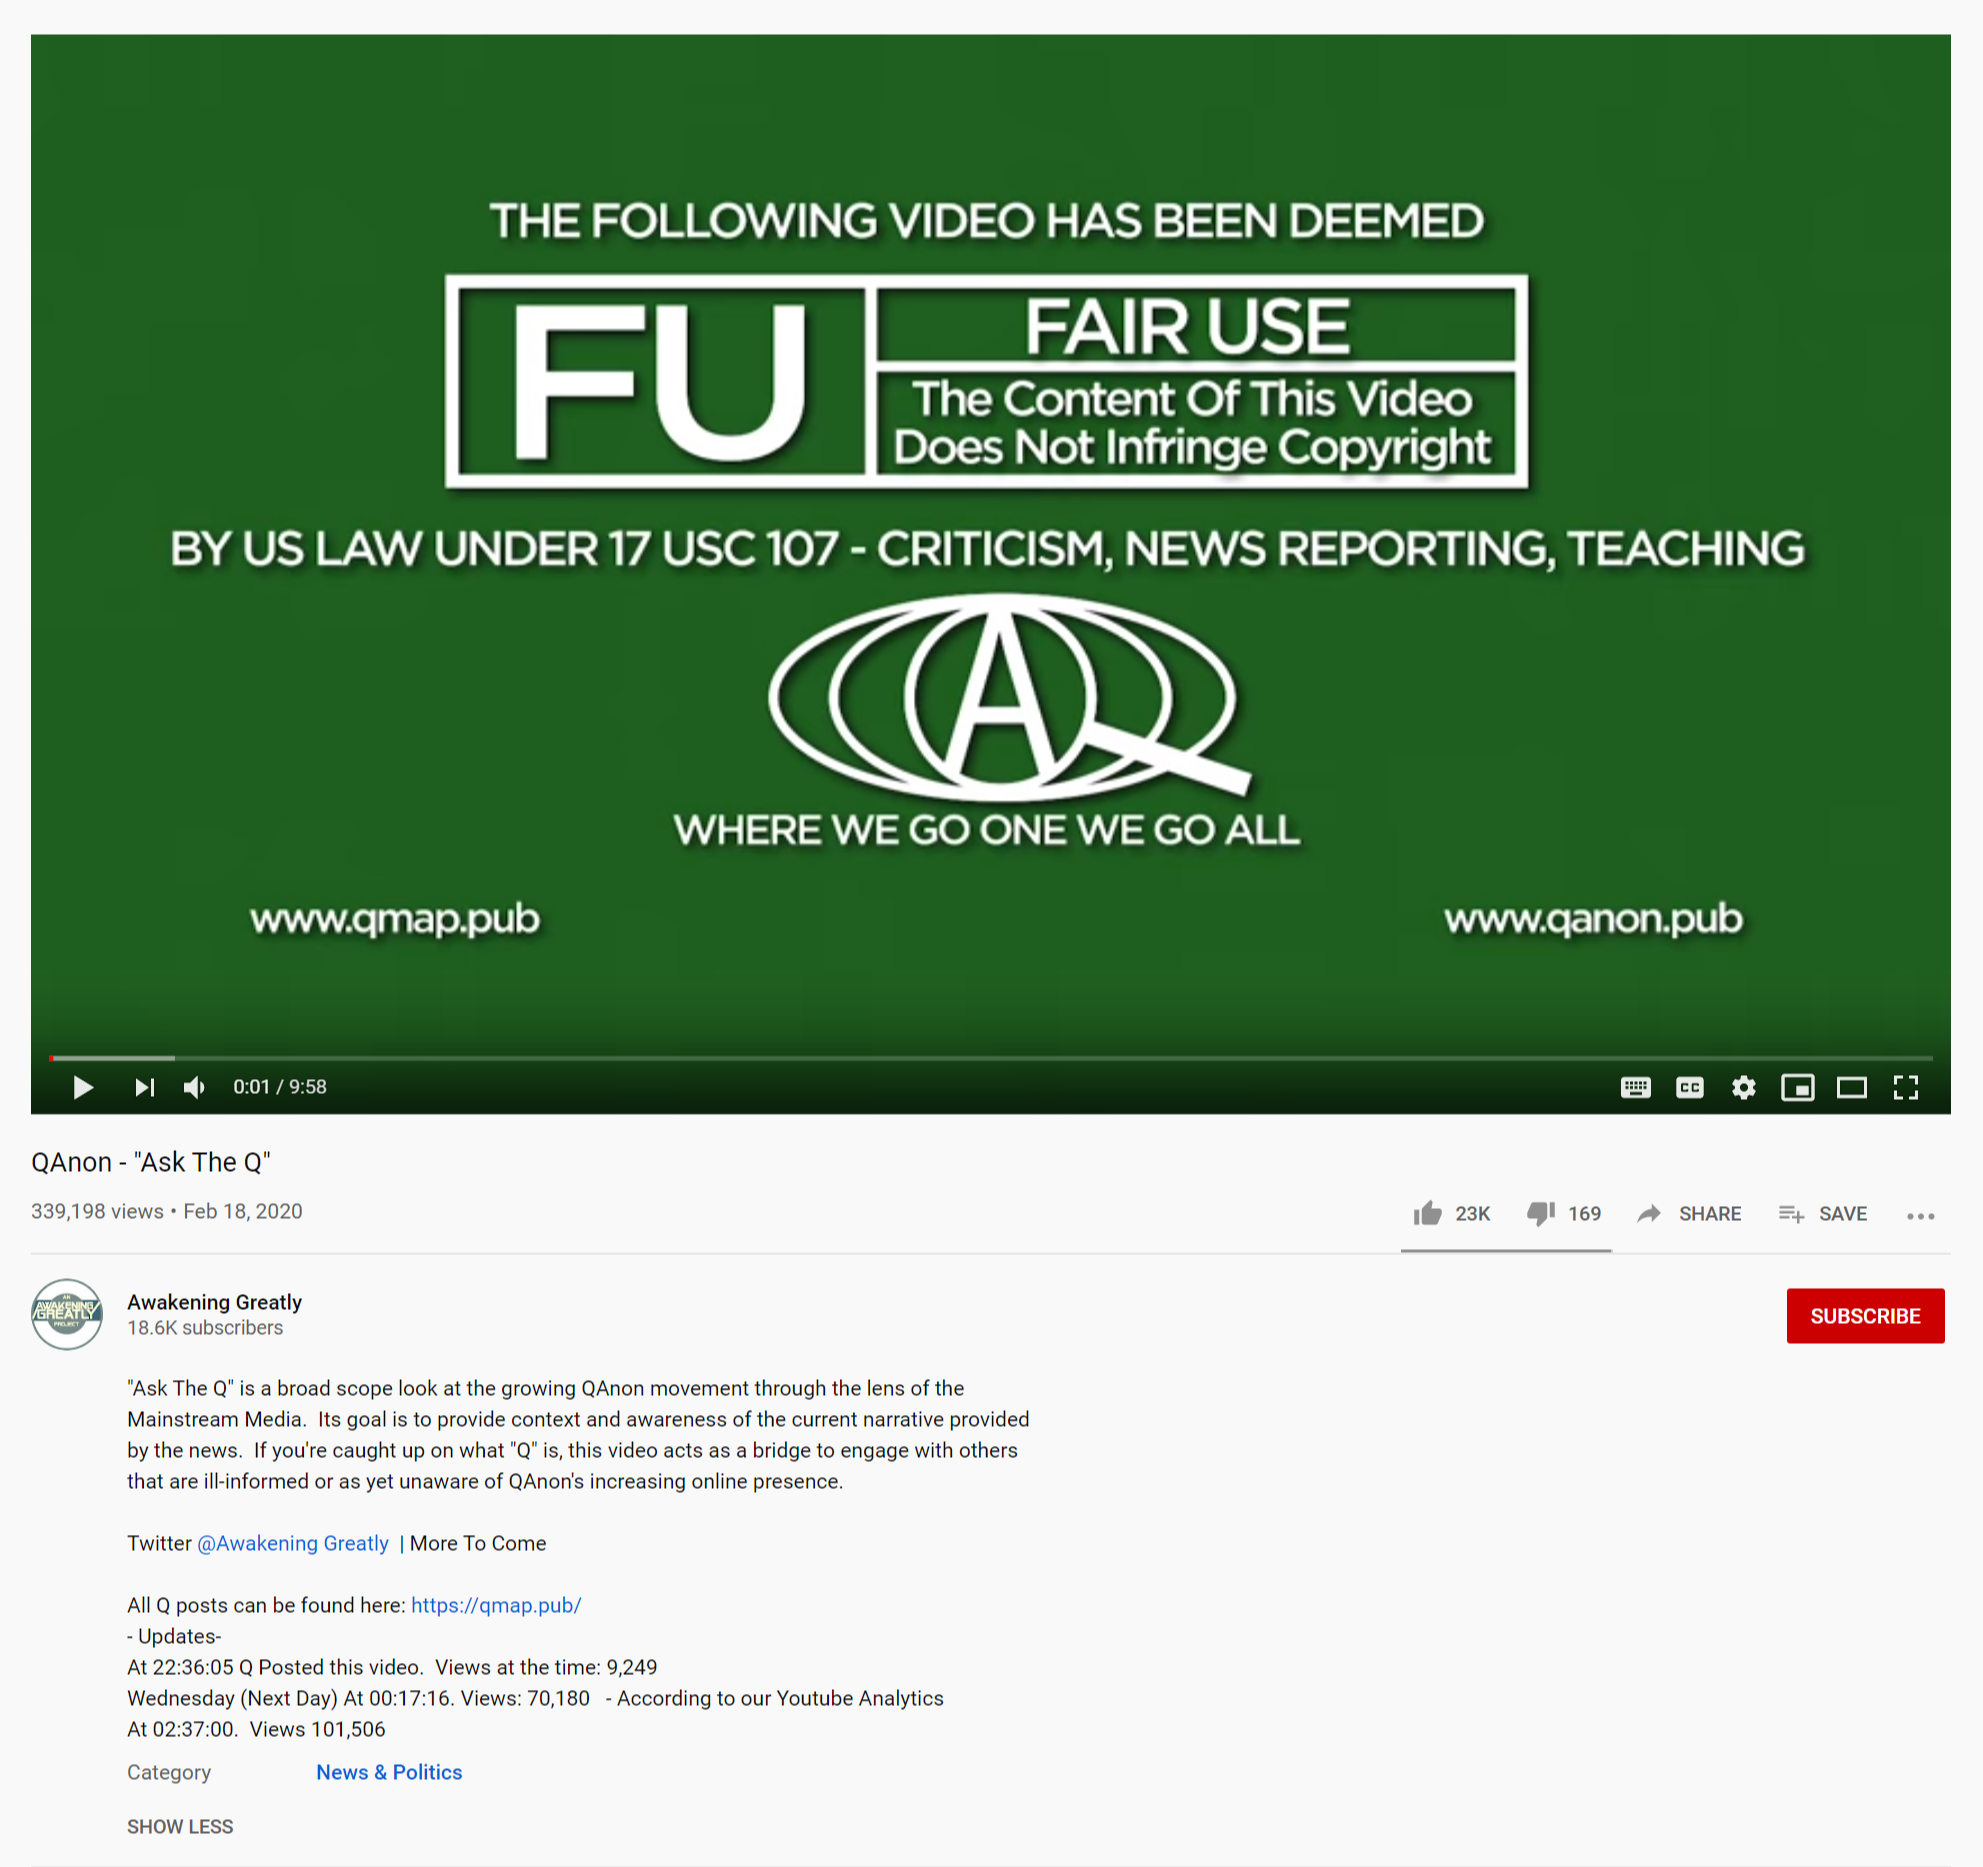 THE FOLLOWING VIDEO HAS BEEN DEEMED
FU
FAIR USE
The Content Of This Video
Does Not Infringe Copyright
BY US LAW UNDER 17 USC 107 - CRITICISM, NEWS REPORTING, TEACHING
AQ
WHERE WE GO ONE WE GO ALL
www.qmap.pub
www.qanon.pub
0:01 / 9:58
CC
QAnon - "Ask The Q"
339,198 views • Feb 18, 2020
23K
169
SHARE
SAVE
AN
AWAKENING
GREATLY
PROJECT
Awakening Greatly
18.6K subscribers
SUBSCRIBE
"Ask The Q" is a broad scope look at the growing QAnon movement through the lens of the
Mainstream Media.  Its goal is to provide context and awareness of the current narrative provided
by the news.  If you're caught up on what "Q" is, this video acts as a bridge to engage with others
that are ill-informed or as yet unaware of QAnon's increasing online presence.
Twitter @Awakening Greatly  | More To Come
All Q posts can be found here: https://qmap.pub/
- Updates-
At 22:36:05 Q Posted this video.  Views at the time: 9,249
Wednesday (Next Day) At 00:17:16. Views: 70,180   - According to our Youtube Analytics
At 02:37:00.  Views 101,506
Category
News & Politics
SHOW LESS